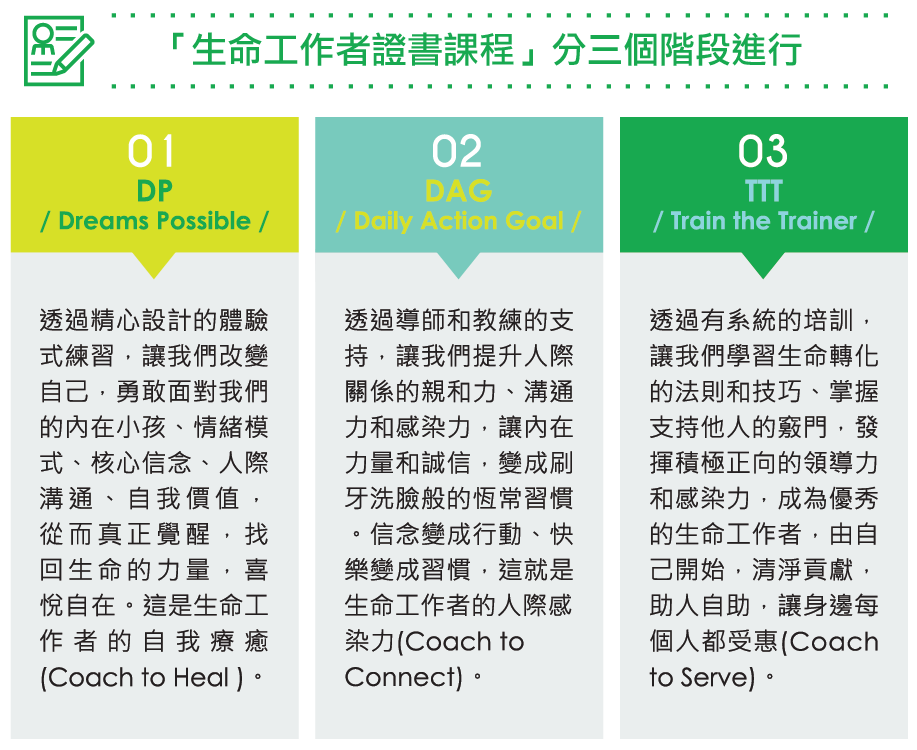 「生命工作者證書課程」分三個階段進行
01
DP
/ Dreams Possible /
透過精心設計的體驗
式練習，讓我們改變
自己，勇敢面對我們
的內在小孩、情緒模
式、核心信念、人際
溝通、自我價值，
從而真正覺醒，找
回生命的力量，喜
悅自在。這是生命工
作者的自我療癒
(Coach to Heal )。
02
DAG
/ Daily Action Goal /
透過導師和教練的支
持，讓我們提升人際
關係的親和力、溝通
力和感染力，讓內在
力量和誠信，變成刷
牙洗臉般的恆常習慣
。信念變成行動、快
樂變成習慣，這就是
生命工作者的人際感
染力(Coach to
Connect)。
03
TTT
/ Train the Trainer /
透過有系統的培訓，
讓我們學習生命轉化
的法則和技巧、掌握
支持他人的竅門，發
揮積極正向的領導力
和感染力，成為優秀
的生命工作者，由自
己開始，清淨貢獻，
助人自助，讓身邊每
個人都受惠(Coach
to Serve)。